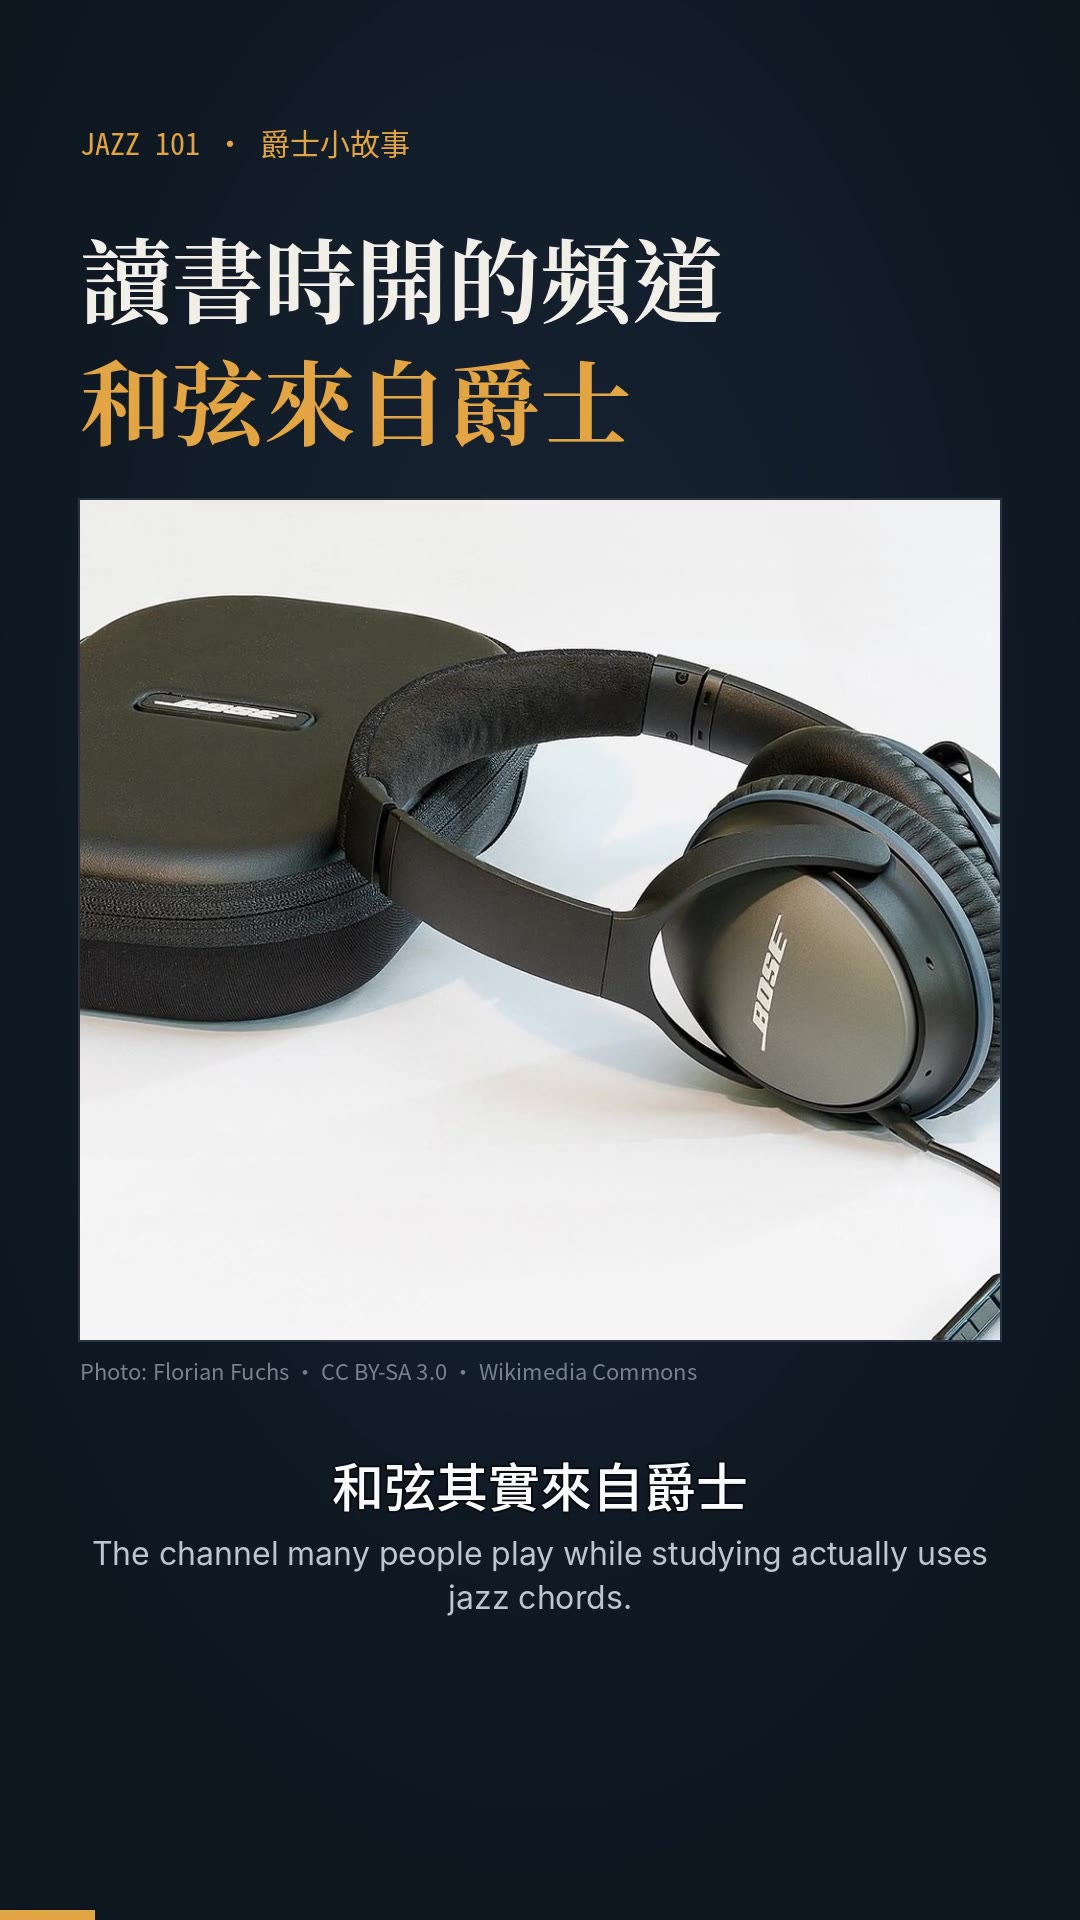 JAZZ 101 • 爵士小故事
讀書時開的頻道
和弦來自爵士
BOSE
BOSE
Photo: Florian Fuchs • CC BY-SA 3.0 • Wikimedia Commons
和弦其實來自爵士
The channel many people play while studying actually uses
jazz chords.